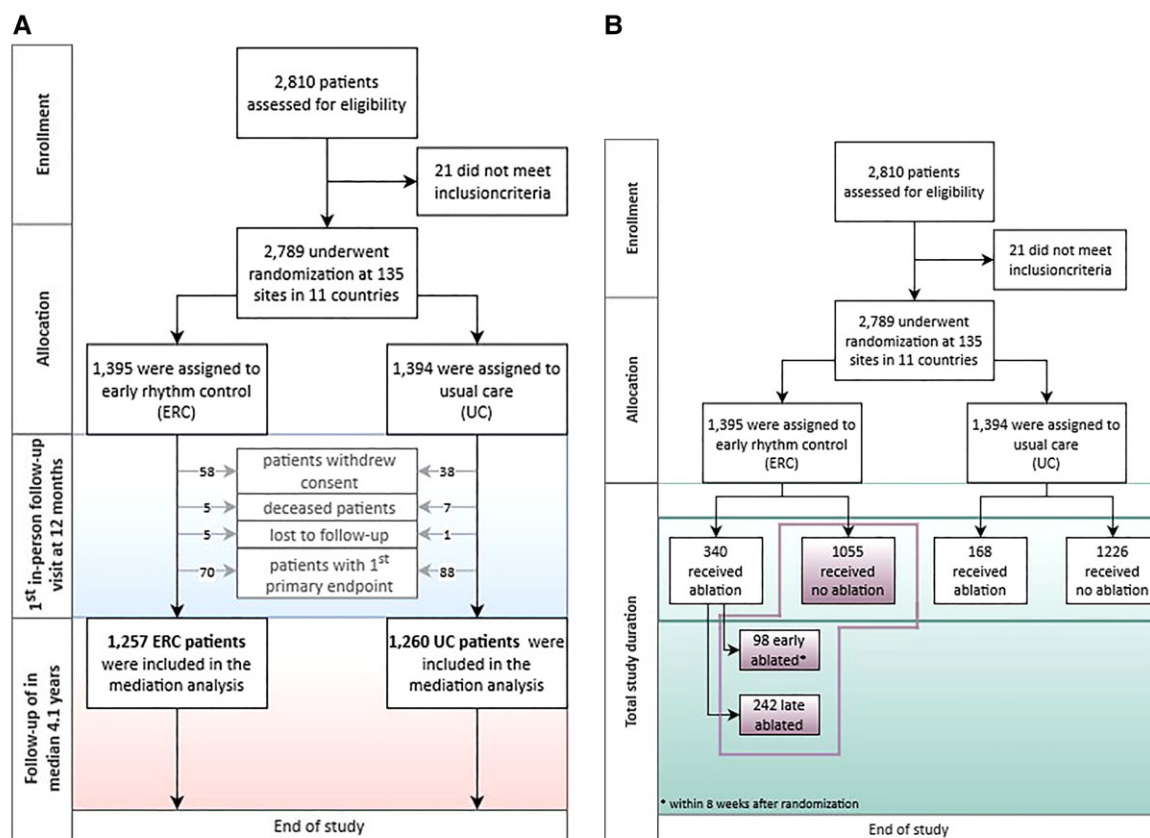 A
Enrollment
2,810 patients
assessed for eligibility
21 did not meet
inclusioncriteria
Allocation
2,789 underwent
randomization at 135
sites in 11 countries
1,395 were assigned to
early rhythm control
(ERC)
1,394 were assigned to
usual care
(UC)
1st in-person follow-up
visit at 12 months
58 patients withdrew 38
consent
5 deceased patients 7
5 lost to follow-up 1
70 patients with 1st 88
primary endpoint
Follow-up of in
median 4.1 years
1,257 ERC patients
were included in the
mediation analysis
1,260 UC patients were
included in the
mediation analysis
End of study
B
Enrollment
2,810 patients
assessed for eligibility
21 did not meet
inclusioncriteria
Allocation
2,789 underwent
randomization at 135
sites in 11 countries
1,395 were assigned to
early rhythm control
(ERC)
1,394 were assigned to
usual care
(UC)
Total study duration
340
received
ablation
1055
received
no ablation
168
received
ablation
1226
received
no ablation
98 early
ablated*
242 late
ablated
* within 8 weeks after randomization
End of study